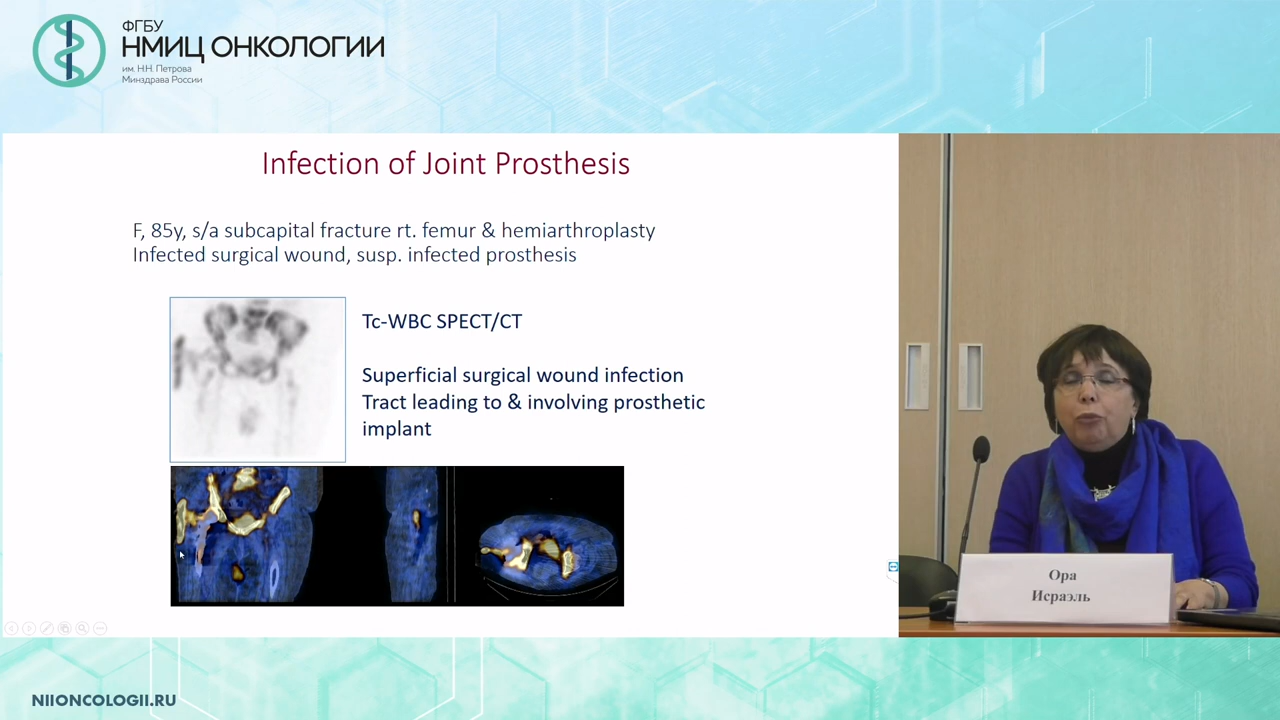 ФГБУ
НМИЦ ОНКОЛОГИИ
им. Н.Н. Петрова
Минздрава России
Infection of Joint Prosthesis
F, 85y, s/a subcapital fracture rt. femur & hemiarthroplasty
Infected surgical wound, susp. infected prosthesis
Tc-WBC SPECT/CT
Superficial surgical wound infection
Tract leading to & involving prosthetic
implant
Ора
Исраэль
NIIONCOLOGII.RU